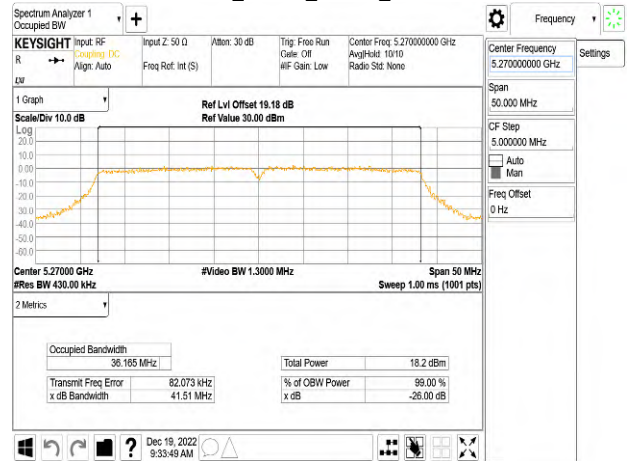 Spectrum Analyzer 1
Occupied BW
Frequency
KEYSIGHT
Input: RF
Coupling: DC
Align: Auto
Input Z: 50 Ω
Freq Ref: Int (S)
Atten: 30 dB
Trig: Free Run
Gate: Off
#IF Gain: Low
Center Freq: 5.270000000 GHz
Avg|Hold: 10/10
Radio Std: None
R
Center Frequency
5.270000000 GHz
Settings
Span
50.000 MHz
CF Step
5.000000 MHz
Auto
Man
Freq Offset
0 Hz
1 Graph
Scale/Div 10.0 dB
Ref Lvl Offset 19.18 dB
Ref Value 30.00 dBm
Log
20.0
10.0
0.00
-10.0
-20.0
-30.0
-40.0
-50.0
-60.0
Center 5.27000 GHz
#Video BW 1.3000 MHz
Span 50 MHz
#Res BW 430.00 kHz
Sweep 1.00 ms (1001 pts)
2 Metrics
Occupied Bandwidth
36.165 MHz
Total Power 18.2 dBm
Transmit Freq Error 82.073 kHz
% of OBW Power 99.00 %
x dB Bandwidth 41.51 MHz
x dB -26.00 dB
?
Dec 19, 2022
9:33:49 AM